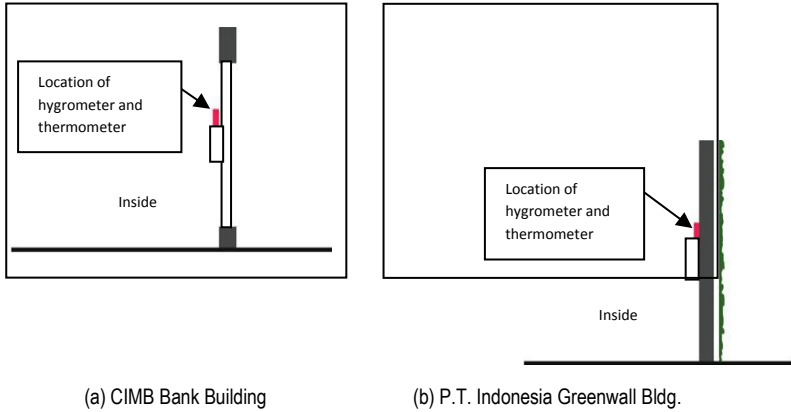 Location of
hygrometer and
thermometer
Inside
Location of
hygrometer and
thermometer
Inside
(a) CIMB Bank Building
(b) P.T. Indonesia Greenwall Bldg.